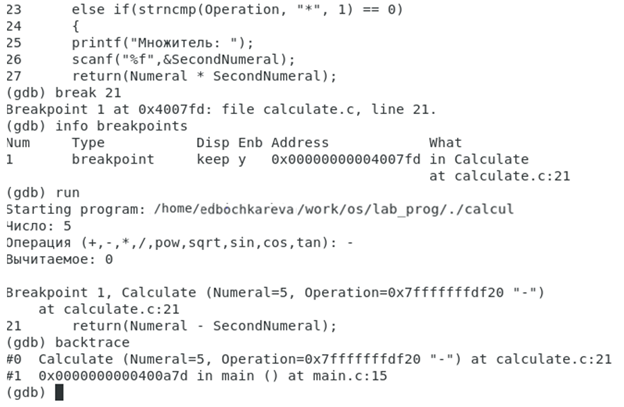 23      else if(strncmp(Operation, "*", 1) == 0)
24      {
25      printf("Множитель: ");
26      scanf("%f",&SecondNumeral);
27      return(Numeral * SecondNumeral);
(gdb) break 21
Breakpoint 1 at 0x4007fd: file calculate.c, line 21.
(gdb) info breakpoints
Num     Type           Disp Enb Address            What
1       breakpoint     keep y   0x00000000004007fd in Calculate
                                                   at calculate.c:21
(gdb) run
Starting program: /home/edbochkareva/work/os/lab_prog/./calcul
Число: 5
Операция (+,-,*,/,pow,sqrt,sin,cos,tan): -
Вычитаемое: 0

Breakpoint 1, Calculate (Numeral=5, Operation=0x7fffffffdf20 "-")
    at calculate.c:21
21      return(Numeral - SecondNumeral);
(gdb) backtrace
#0  Calculate (Numeral=5, Operation=0x7fffffffdf20 "-") at calculate.c:21
#1  0x0000000000400a7d in main () at main.c:15
(gdb)